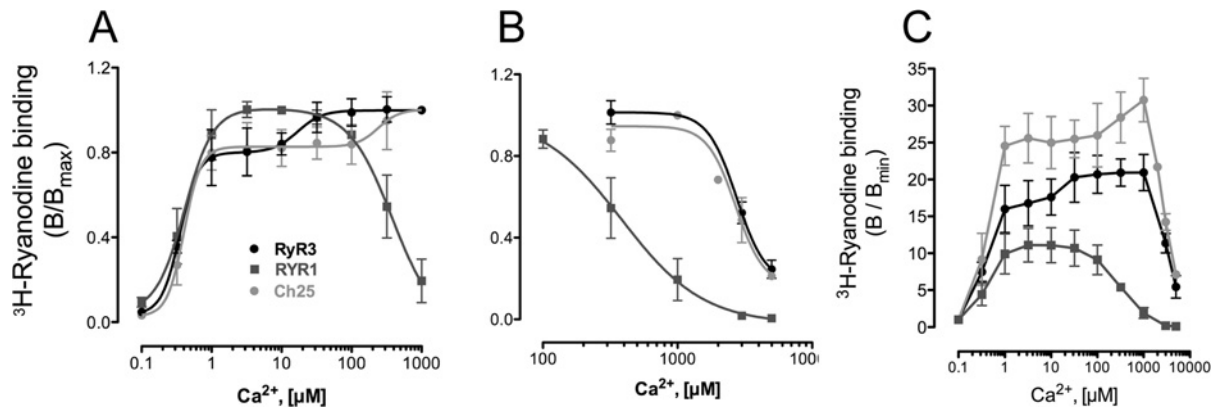 A
³H-Ryanodine binding
(B/Bmax)
1.2
0.8
0.4
0.0
RyR3
RYR1
Ch25
0.1
1
10
100
1000
Ca²⁺, [µM]
B
1.2
0.8
0.4
0.0
100
1000
Ca²⁺, [µM]
C
³H-Ryanodine binding
(B / Bmin)
35
30
25
20
15
10
5
0
0.1
1
10
100
1000
10000
Ca²⁺, [µM]